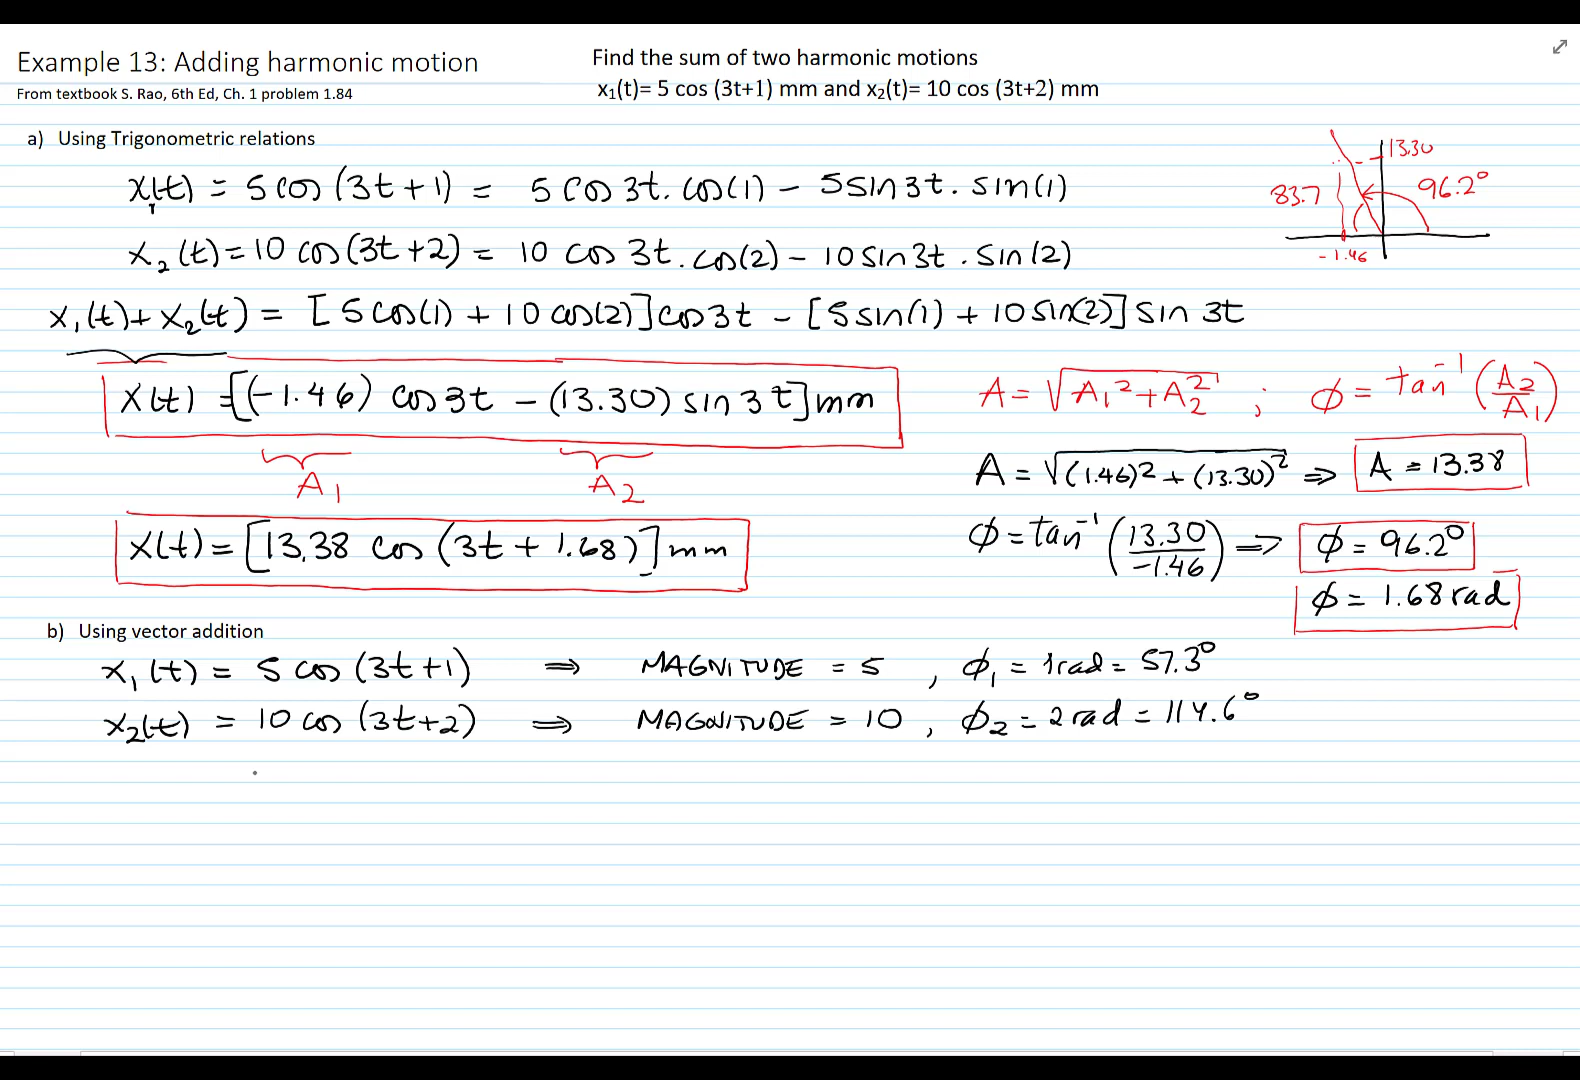 Example 13: Adding harmonic motion
From textbook S. Rao, 6th Ed, Ch. 1 problem 1.84
Find the sum of two harmonic motions
x₁(t)= 5 cos (3t+1) mm and x₂(t)= 10 cos (3t+2) mm
a) Using Trigonometric relations
x₁(t) = 5 cos (3t + 1) = 5 cos 3t. cos(1) − 5 sin 3t. sin(1)
x₂(t) = 10 cos (3t + 2) = 10 cos 3t. cos(2) − 10 sin 3t. sin(2)
13.30
83.7
96.2°
-1.46
x₁(t) + x₂(t) = [5 cos(1) + 10 cos(2)] cos 3t − [5 sin(1) + 10 sin(2)] sin 3t
x(t) = [(-1.46) cos 3t − (13.30) sin 3t] mm
A₁ A₂
A = √(A₁² + A₂²) ; ϕ = tan⁻¹ (A₂/A₁)
A = √((1.46)² + (13.30)²) ⇒ A = 13.38
x(t) = [13.38 cos (3t + 1.68)] mm
ϕ = tan⁻¹ (13.30/-1.46) ⇒ ϕ = 96.2°
ϕ = 1.68 rad
b) Using vector addition
x₁(t) = 5 cos (3t+1) ⇒ MAGNITUDE = 5 , ϕ₁ = 1 rad = 57.3°
x₂(t) = 10 cos (3t+2) ⇒ MAGNITUDE = 10 , ϕ₂ = 2 rad = 114.6°